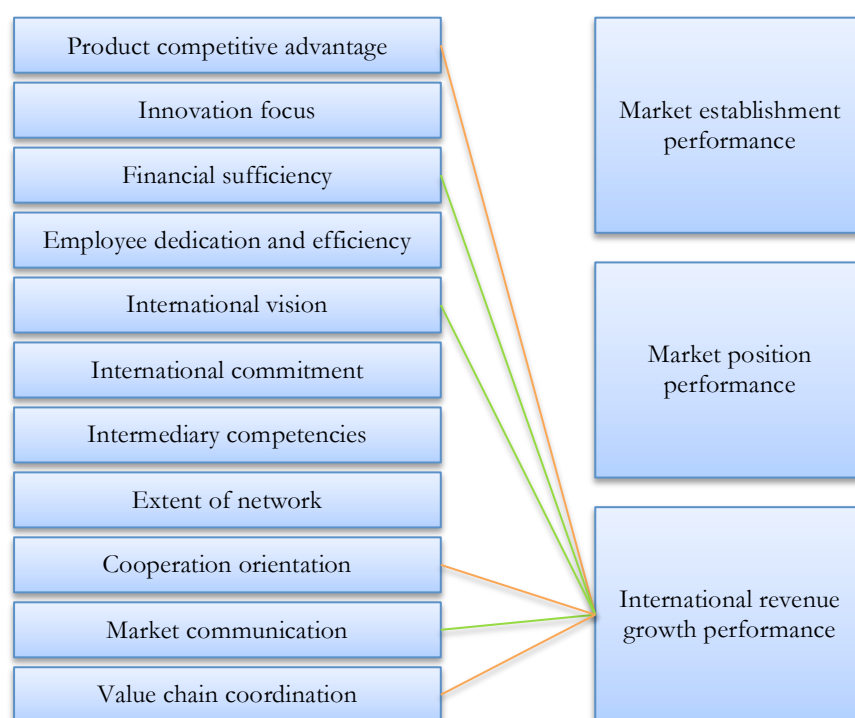 Product competitive advantage
Innovation focus
Financial sufficiency
Employee dedication and efficiency
International vision
International commitment
Intermediary competencies
Extent of network
Cooperation orientation
Market communication
Value chain coordination
Market establishment
performance
Market position
performance
International revenue
growth performance